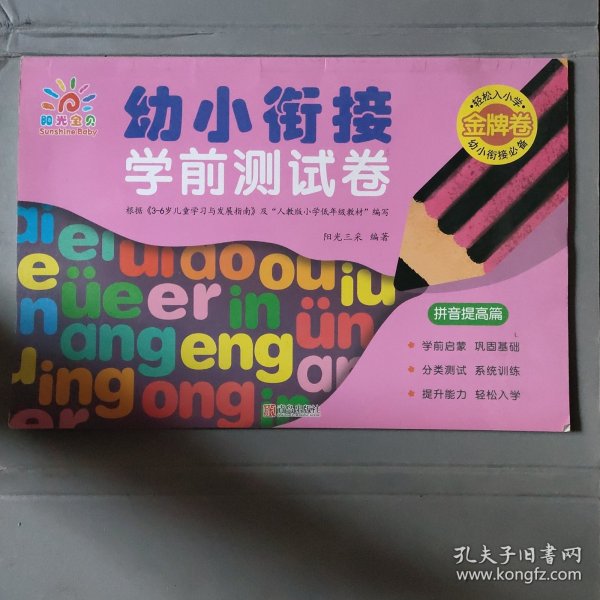 阳光宝贝
Sunshine Baby
幼小衔接
学前测试卷
轻松入小学
金牌卷
幼小衔接必备
根据《3-6岁儿童学习与发展指南》及“人教版小学低年级教材”编写
阳光三采 编著
ai ei ui ao ou iu
e üe er in ün
n ang eng
u ing ong in
拼音提高篇
学前启蒙 巩固基础
分类测试 系统训练
提升能力 轻松入学
青岛出版社
孔夫子旧书网
www.kongfz.com